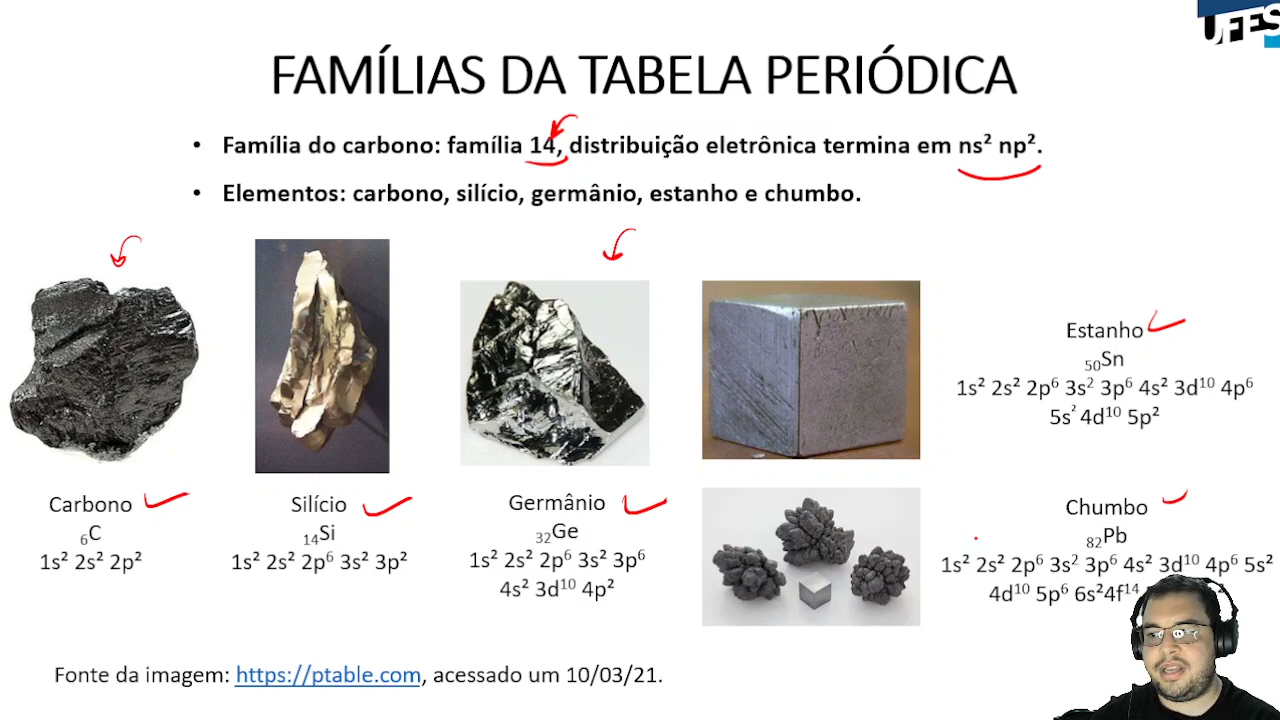 UFES
FAMÍLIAS DA TABELA PERIÓDICA
• Família do carbono: família 14, distribuição eletrônica termina em ns² np².
• Elementos: carbono, silício, germânio, estanho e chumbo.
Carbono
₆C
1s² 2s² 2p²
Silício
₁₄Si
1s² 2s² 2p⁶ 3s² 3p²
Germânio
₃₂Ge
1s² 2s² 2p⁶ 3s² 3p⁶
4s² 3d¹⁰ 4p²
Estanho
₅₀Sn
1s² 2s² 2p⁶ 3s² 3p⁶ 4s² 3d¹⁰ 4p⁶
5s² 4d¹⁰ 5p²
Chumbo
₈₂Pb
1s² 2s² 2p⁶ 3s² 3p⁶ 4s² 3d¹⁰ 4p⁶ 5s²
4d¹⁰ 5p⁶ 6s²4f¹⁴
Fonte da imagem: https://ptable.com, acessado um 10/03/21.